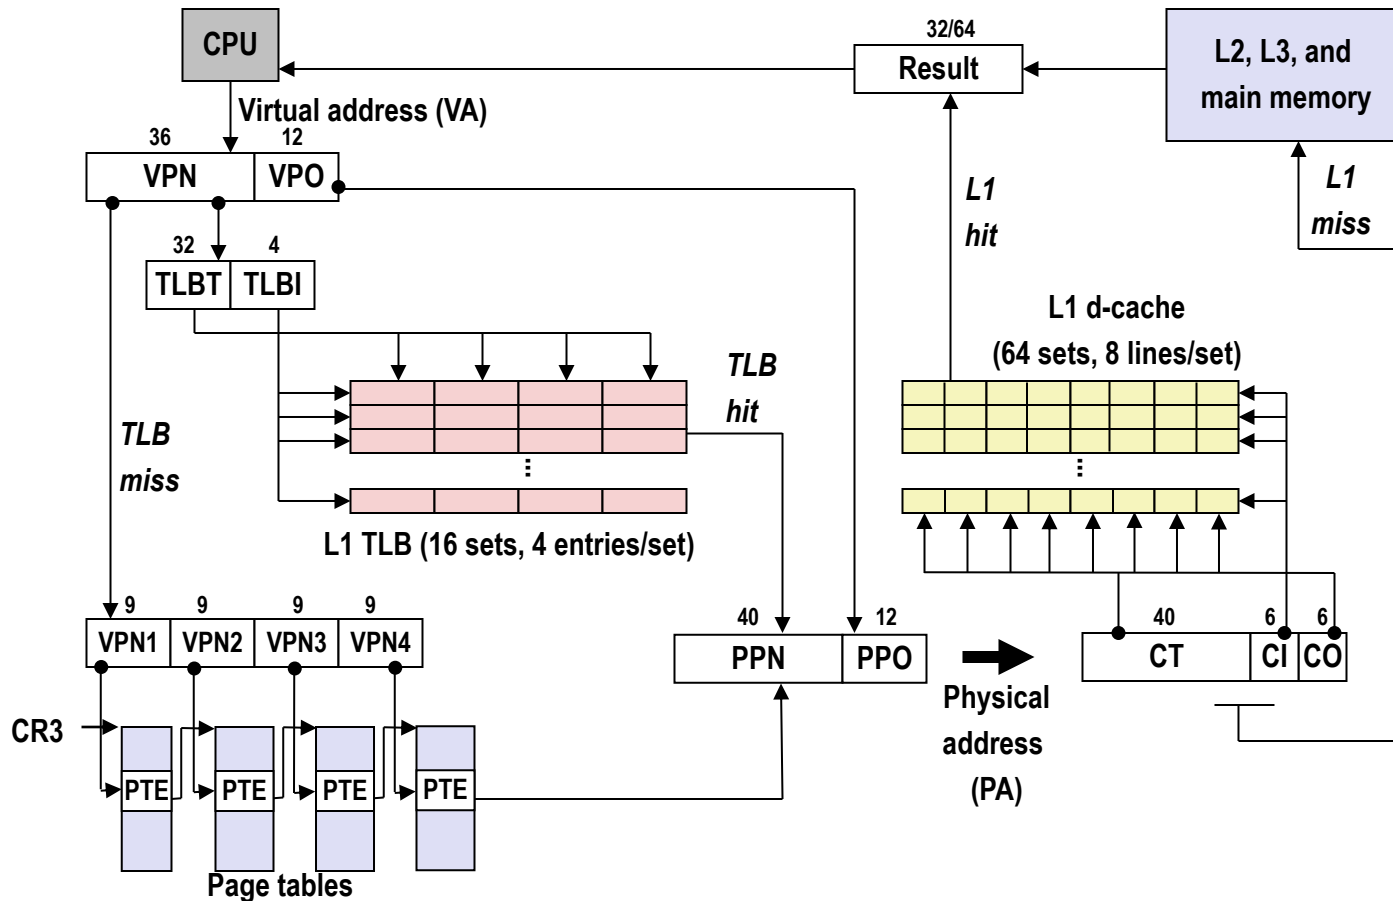 CPU
32/64
Result
L2, L3, and
main memory
Virtual address (VA)
36
12
VPN
VPO
L1
hit
L1
miss
32
4
TLBT
TLBI
L1 d-cache
(64 sets, 8 lines/set)
TLB
hit
TLB
miss
...
...
L1 TLB (16 sets, 4 entries/set)
9
9
9
9
VPN1
VPN2
VPN3
VPN4
40
12
PPN
PPO
40
6
6
CT
CI
CO
Physical
address
(PA)
CR3
PTE
PTE
PTE
PTE
Page tables